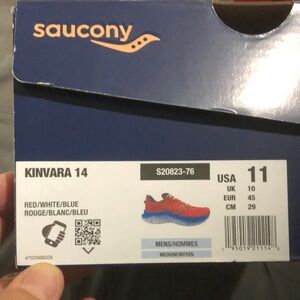 saucony
KINVARA 14
S20823-76
USA 11
UK 10
EUR 45
CM 29
RED/WHITE/BLUE
ROUGE/BLANC/BLEU
MENS/HOMMES
MEDIUM/MOYEN